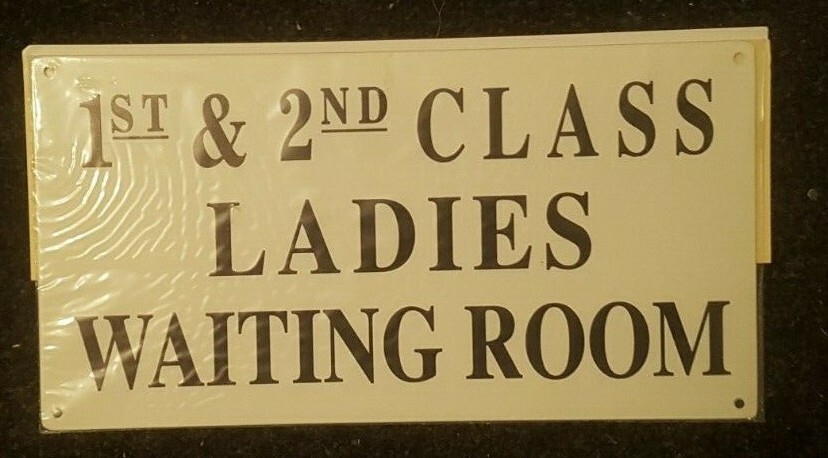 1ST & 2ND CLASS
LADIES
WAITING ROOM